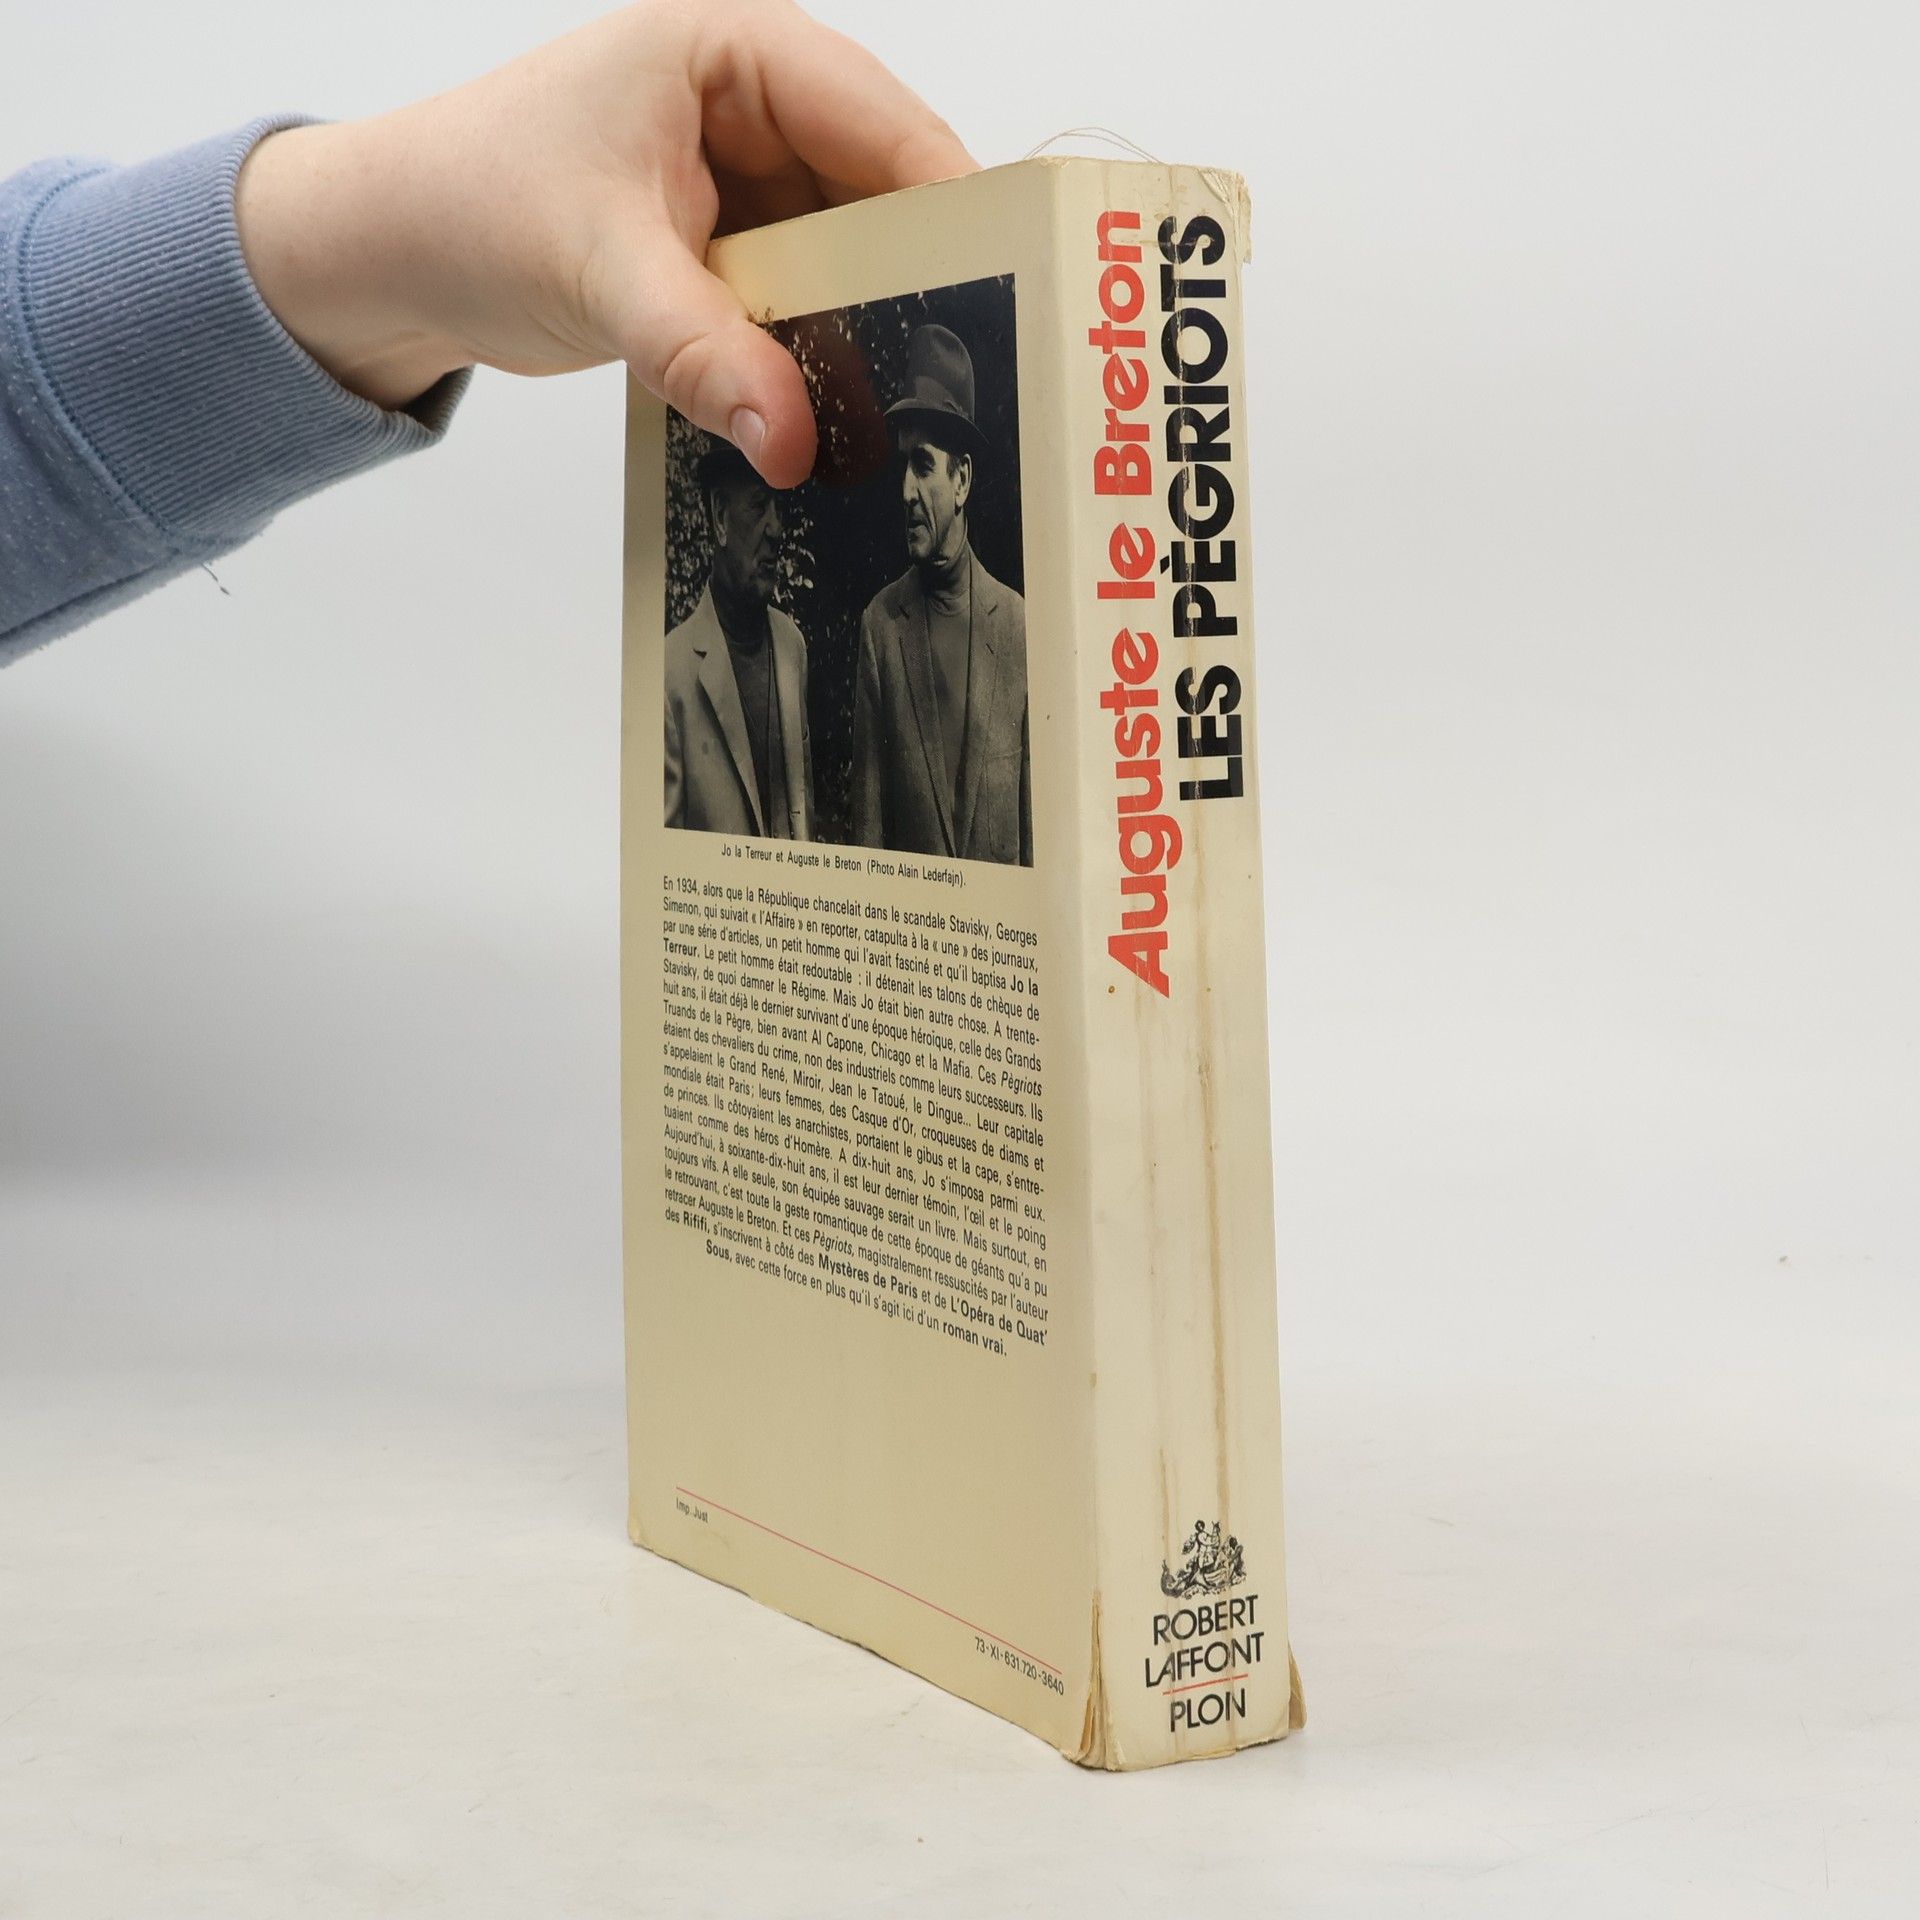 Jo la Terreur et Auguste le Breton (Photo Alain Lederfajn).
En 1934, alors que la République chancelait dans le scandale Stavisky, Georges
Simenon, qui suivait « l'Affaire » en reporter, catapulta à la « une » des journaux,
par une série d'articles, un petit homme qui l'avait fasciné et qu'il baptisa Jo la
Terreur. Le petit homme était redoutable : il détenait les talons de chèque de
Stavisky, de quoi damner le Régime. Mais Jo était bien autre chose. A trente-
huit ans, il était déjà le dernier survivant d'une époque héroïque, celle des Grands
Truands de la Pègre, bien avant Al Capone, Chicago et la Mafia. Ces Pègriots
étaient des chevaliers du crime, non des industriels comme leurs successeurs. Ils
s'appelaient le Grand René, Miroir, Jean le Tatoué, le Dingue... Leur capitale
mondiale était Paris; leurs femmes, des Casque d'Or, croqueuses de diams et
de princes. Ils côtoyaient les anarchistes, portaient le gibus et la cape, s'entre-
tuaient comme des héros d'Homère. A dix-huit ans, Jo s'imposa parmi eux.
Aujourd'hui, à soixante-dix-huit ans, il est leur dernier témoin, l'œil et le poing
toujours vifs. A elle seule, son équipée sauvage serait un livre. Mais surtout, en
le retrouvant, c'est toute la geste romantique de cette époque de géants qu'a pu
retracer Auguste le Breton. Et ces Pègriots, magistralement ressuscités par l'auteur
des Rififi, s'inscrivent à côté des Mystères de Paris et de L'Opéra de Quat'
Sous, avec cette force en plus qu'il s'agit ici d'un roman vrai.
Imp. Just
73-XI-631.720-3640
Auguste le Breton
LES PÈGRIOTS
ROBERT
LAFFONT
PLON